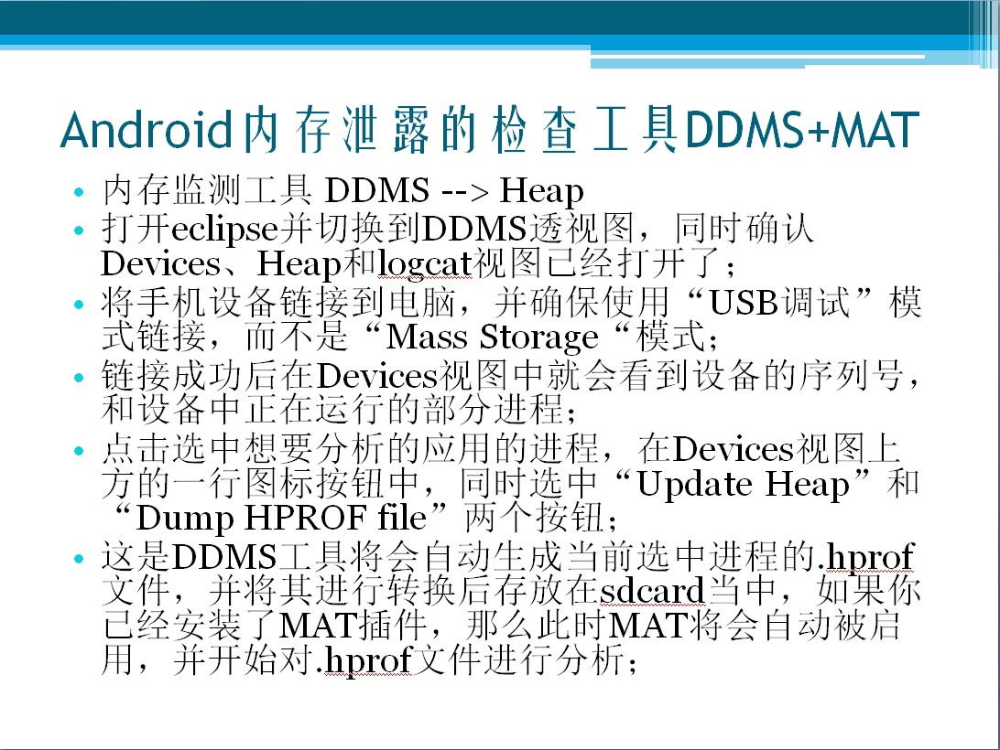 Android内存泄露的检查工具DDMS+MAT
• 内存监测工具 DDMS --> Heap
• 打开eclipse并切换到DDMS透视图，同时确认
Devices、Heap和logcat视图已经打开了；
• 将手机设备链接到电脑，并确保使用“USB调试”模
式链接，而不是“Mass Storage“模式；
• 链接成功后在Devices视图中就会看到设备的序列号，
和设备中正在运行的部分进程；
• 点击选中想要分析的应用的进程，在Devices视图上
方的一行图标按钮中，同时选中“Update Heap”和
“Dump HPROF file”两个按钮；
• 这是DDMS工具将会自动生成当前选中进程的.hprof
文件，并将其进行转换后存放在sdcard当中，如果你
已经安装了MAT插件，那么此时MAT将会自动被启
用，并开始对.hprof文件进行分析；